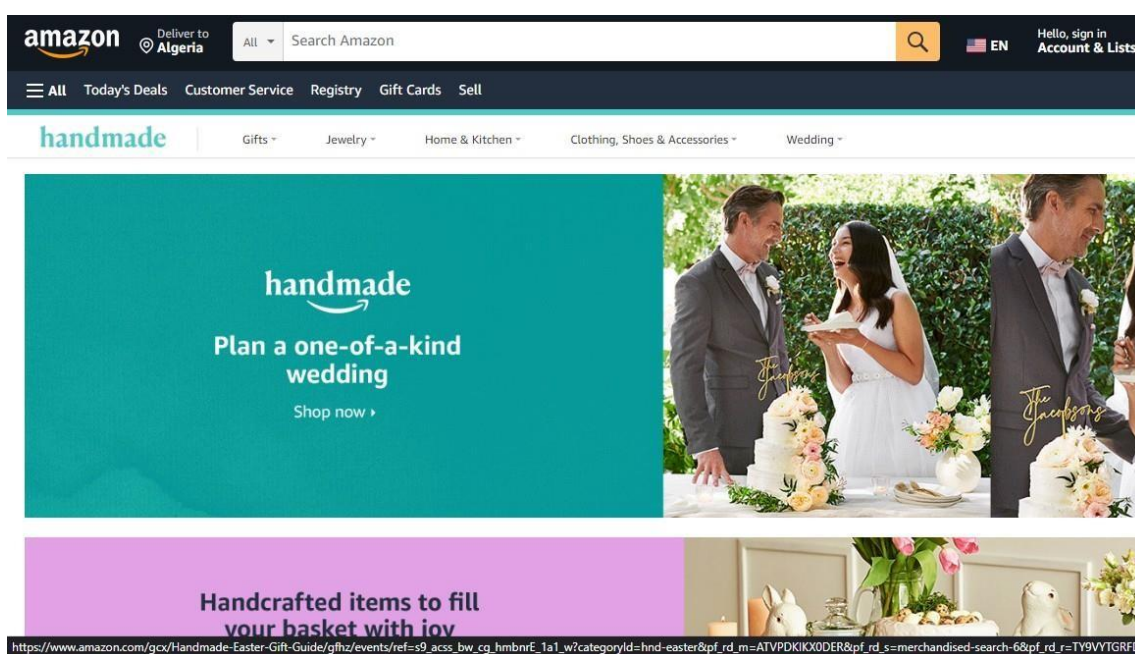 amazon
Deliver to
Algeria
All
Search Amazon
EN
Hello, sign in
Account & Lists
All Today's Deals Customer Service Registry Gift Cards Sell
handmade Gifts Jewelry Home & Kitchen Clothing, Shoes & Accessories Wedding
handmade
Plan a one-of-a-kind
wedding
Shop now
The
Jacobsons
The
Jacobsons
Handcrafted items to fill
your basket with joy
https://www.amazon.com/gcx/Handmade-Easter-Gift-Guide/gfhz/events/ref=s9_acss_bw_cg_hmbnrE_1a1_w?categoryId=hnd-easter&pf_rd_m=ATVPDKIKX0DER&pf_rd_s=merchandised-search-6&pf_rd_r=TY9VYTGRF